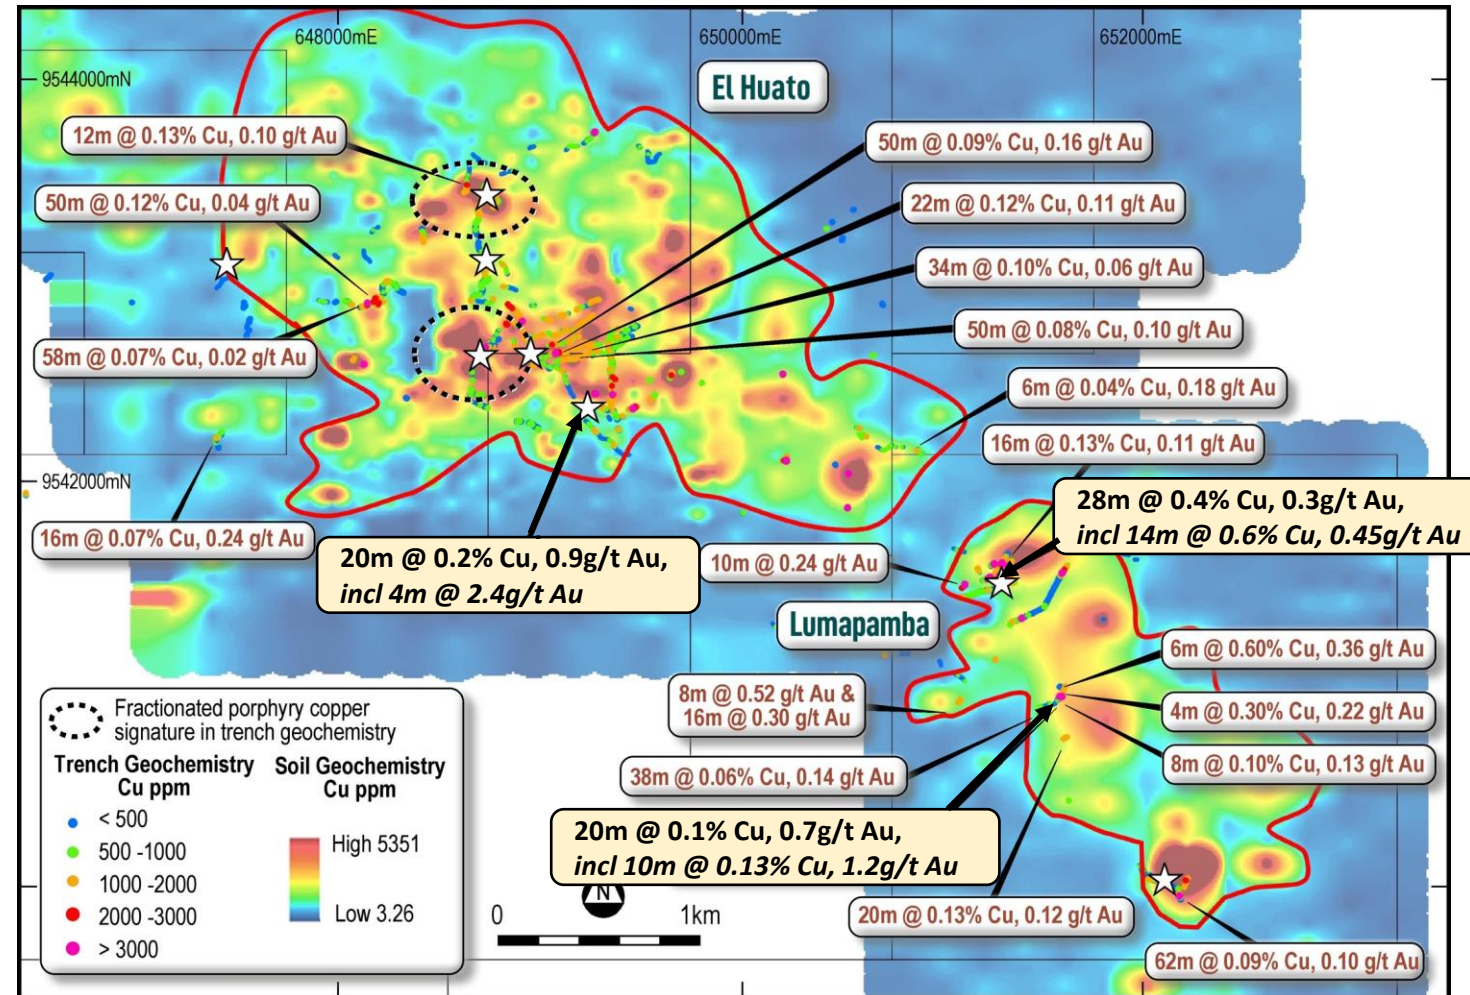 648000mE
650000mE
652000mE
9544000mN
El Huato
12m @ 0.13% Cu, 0.10 g/t Au
50m @ 0.09% Cu, 0.16 g/t Au
50m @ 0.12% Cu, 0.04 g/t Au
22m @ 0.12% Cu, 0.11 g/t Au
34m @ 0.10% Cu, 0.06 g/t Au
50m @ 0.08% Cu, 0.10 g/t Au
58m @ 0.07% Cu, 0.02 g/t Au
6m @ 0.04% Cu, 0.18 g/t Au
16m @ 0.13% Cu, 0.11 g/t Au
9542000mN
28m @ 0.4% Cu, 0.3g/t Au,
incl 14m @ 0.6% Cu, 0.45g/t Au
16m @ 0.07% Cu, 0.24 g/t Au
20m @ 0.2% Cu, 0.9g/t Au,
incl 4m @ 2.4g/t Au
10m @ 0.24 g/t Au
Lumapamba
6m @ 0.60% Cu, 0.36 g/t Au
8m @ 0.52 g/t Au &
16m @ 0.30 g/t Au
4m @ 0.30% Cu, 0.22 g/t Au
8m @ 0.10% Cu, 0.13 g/t Au
38m @ 0.06% Cu, 0.14 g/t Au
20m @ 0.1% Cu, 0.7g/t Au,
incl 10m @ 0.13% Cu, 1.2g/t Au
20m @ 0.13% Cu, 0.12 g/t Au
62m @ 0.09% Cu, 0.10 g/t Au
Fractionated porphyry copper
signature in trench geochemistry
Trench Geochemistry
Cu ppm
< 500
500 -1000
1000 -2000
2000 -3000
> 3000
Soil Geochemistry
Cu ppm
High 5351
Low 3.26
N
0
1km